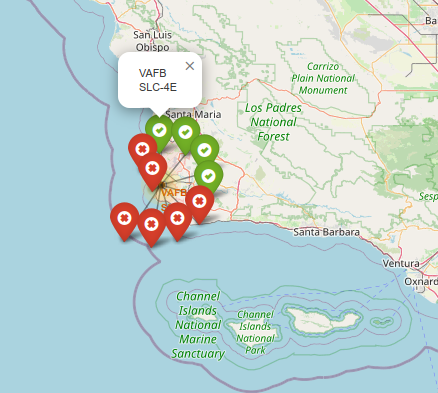 San Luis
Obispo
VAFB
SLC-4E
×
Carrizo
Plain National
Monument
Bak
Santa Maria
Los Padres
National
Forest
Sesp
VAFB
Santa Barbara
Ventura
Oxnard
Channel
Islands
National
Marine
Sanctuary
Channel
Islands
National
Park